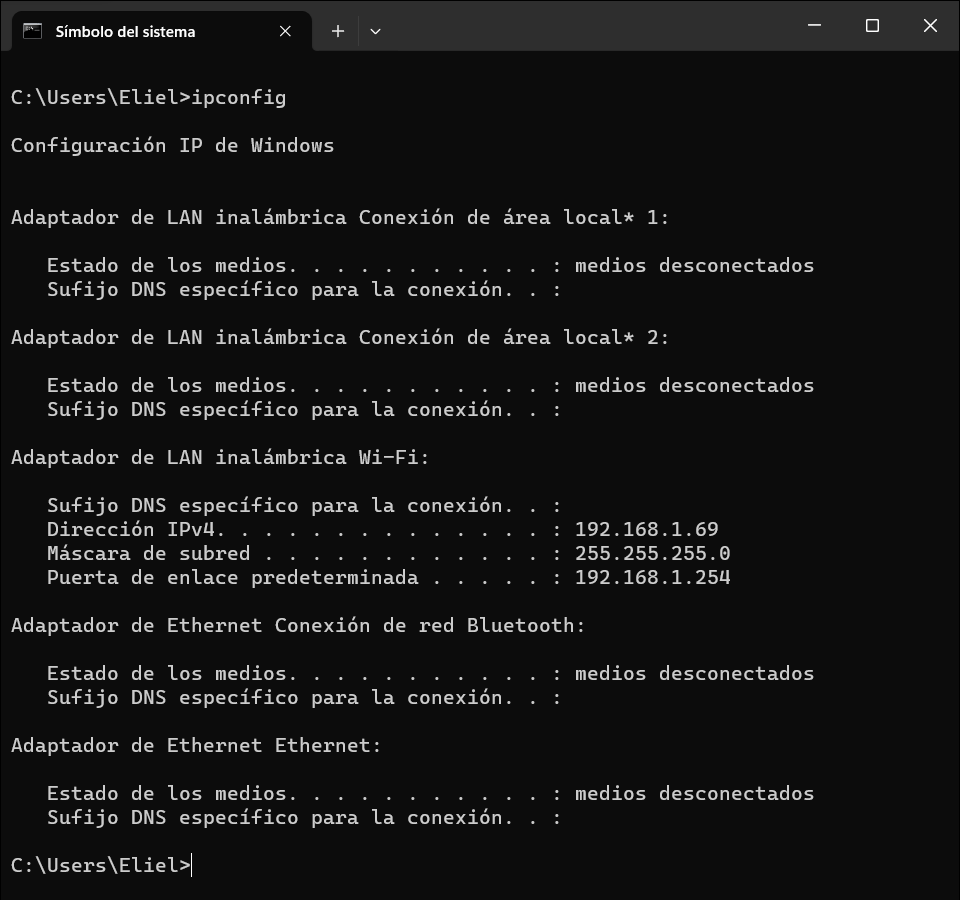 Símbolo del sistema
C:\Users\Eliel>ipconfig
Configuración IP de Windows
Adaptador de LAN inalámbrica Conexión de área local* 1:
Estado de los medios. . . . . . . . . . . : medios desconectados
Sufijo DNS específico para la conexión. . :
Adaptador de LAN inalámbrica Conexión de área local* 2:
Estado de los medios. . . . . . . . . . . : medios desconectados
Sufijo DNS específico para la conexión. . :
Adaptador de LAN inalámbrica Wi-Fi:
Sufijo DNS específico para la conexión. . :
Dirección IPv4. . . . . . . . . . . . . . : 192.168.1.69
Máscara de subred . . . . . . . . . . . . : 255.255.255.0
Puerta de enlace predeterminada . . . . . : 192.168.1.254
Adaptador de Ethernet Conexión de red Bluetooth:
Estado de los medios. . . . . . . . . . . : medios desconectados
Sufijo DNS específico para la conexión. . :
Adaptador de Ethernet Ethernet:
Estado de los medios. . . . . . . . . . . : medios desconectados
Sufijo DNS específico para la conexión. . :
C:\Users\Eliel>